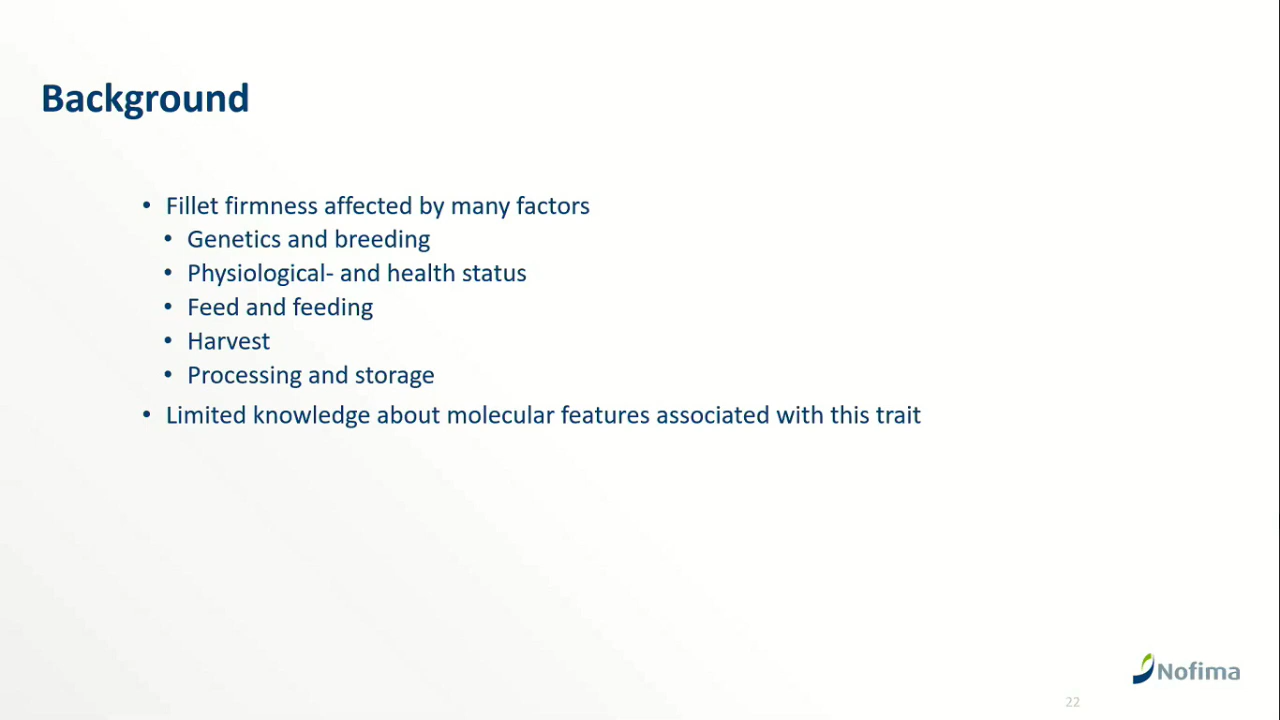 Background
• Fillet firmness affected by many factors
• Genetics and breeding
• Physiological- and health status
• Feed and feeding
• Harvest
• Processing and storage
• Limited knowledge about molecular features associated with this trait
Nofima
22